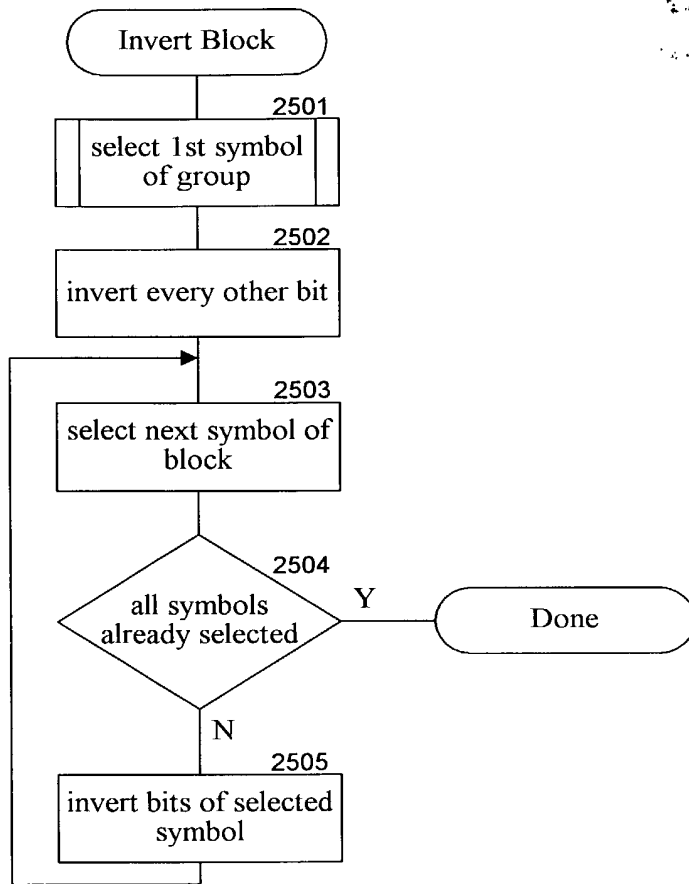 Invert Block
2501
select 1st symbol
of group
2502
invert every other bit
2503
select next symbol of
block
2504
all symbols
already selected
Y
Done
N
2505
invert bits of selected
symbol